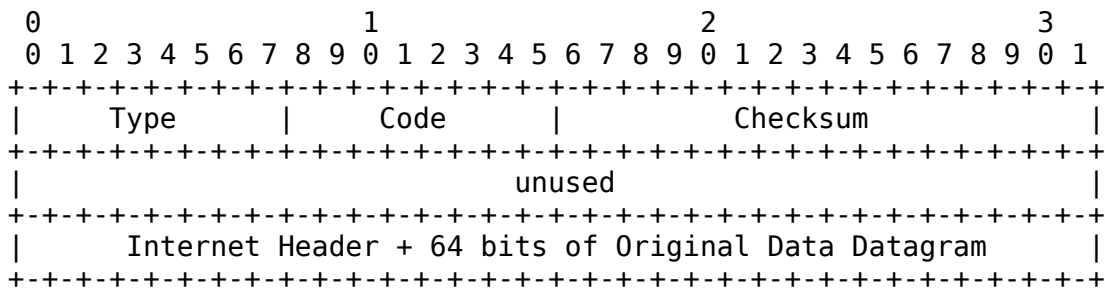 0                   1                   2                   3
 0 1 2 3 4 5 6 7 8 9 0 1 2 3 4 5 6 7 8 9 0 1 2 3 4 5 6 7 8 9 0 1
+-+-+-+-+-+-+-+-+-+-+-+-+-+-+-+-+-+-+-+-+-+-+-+-+-+-+-+-+-+-+-+-+
|     Type      |     Code      |          Checksum             |
+-+-+-+-+-+-+-+-+-+-+-+-+-+-+-+-+-+-+-+-+-+-+-+-+-+-+-+-+-+-+-+-+
|                             unused                            |
+-+-+-+-+-+-+-+-+-+-+-+-+-+-+-+-+-+-+-+-+-+-+-+-+-+-+-+-+-+-+-+-+
|      Internet Header + 64 bits of Original Data Datagram      |
+-+-+-+-+-+-+-+-+-+-+-+-+-+-+-+-+-+-+-+-+-+-+-+-+-+-+-+-+-+-+-+-+